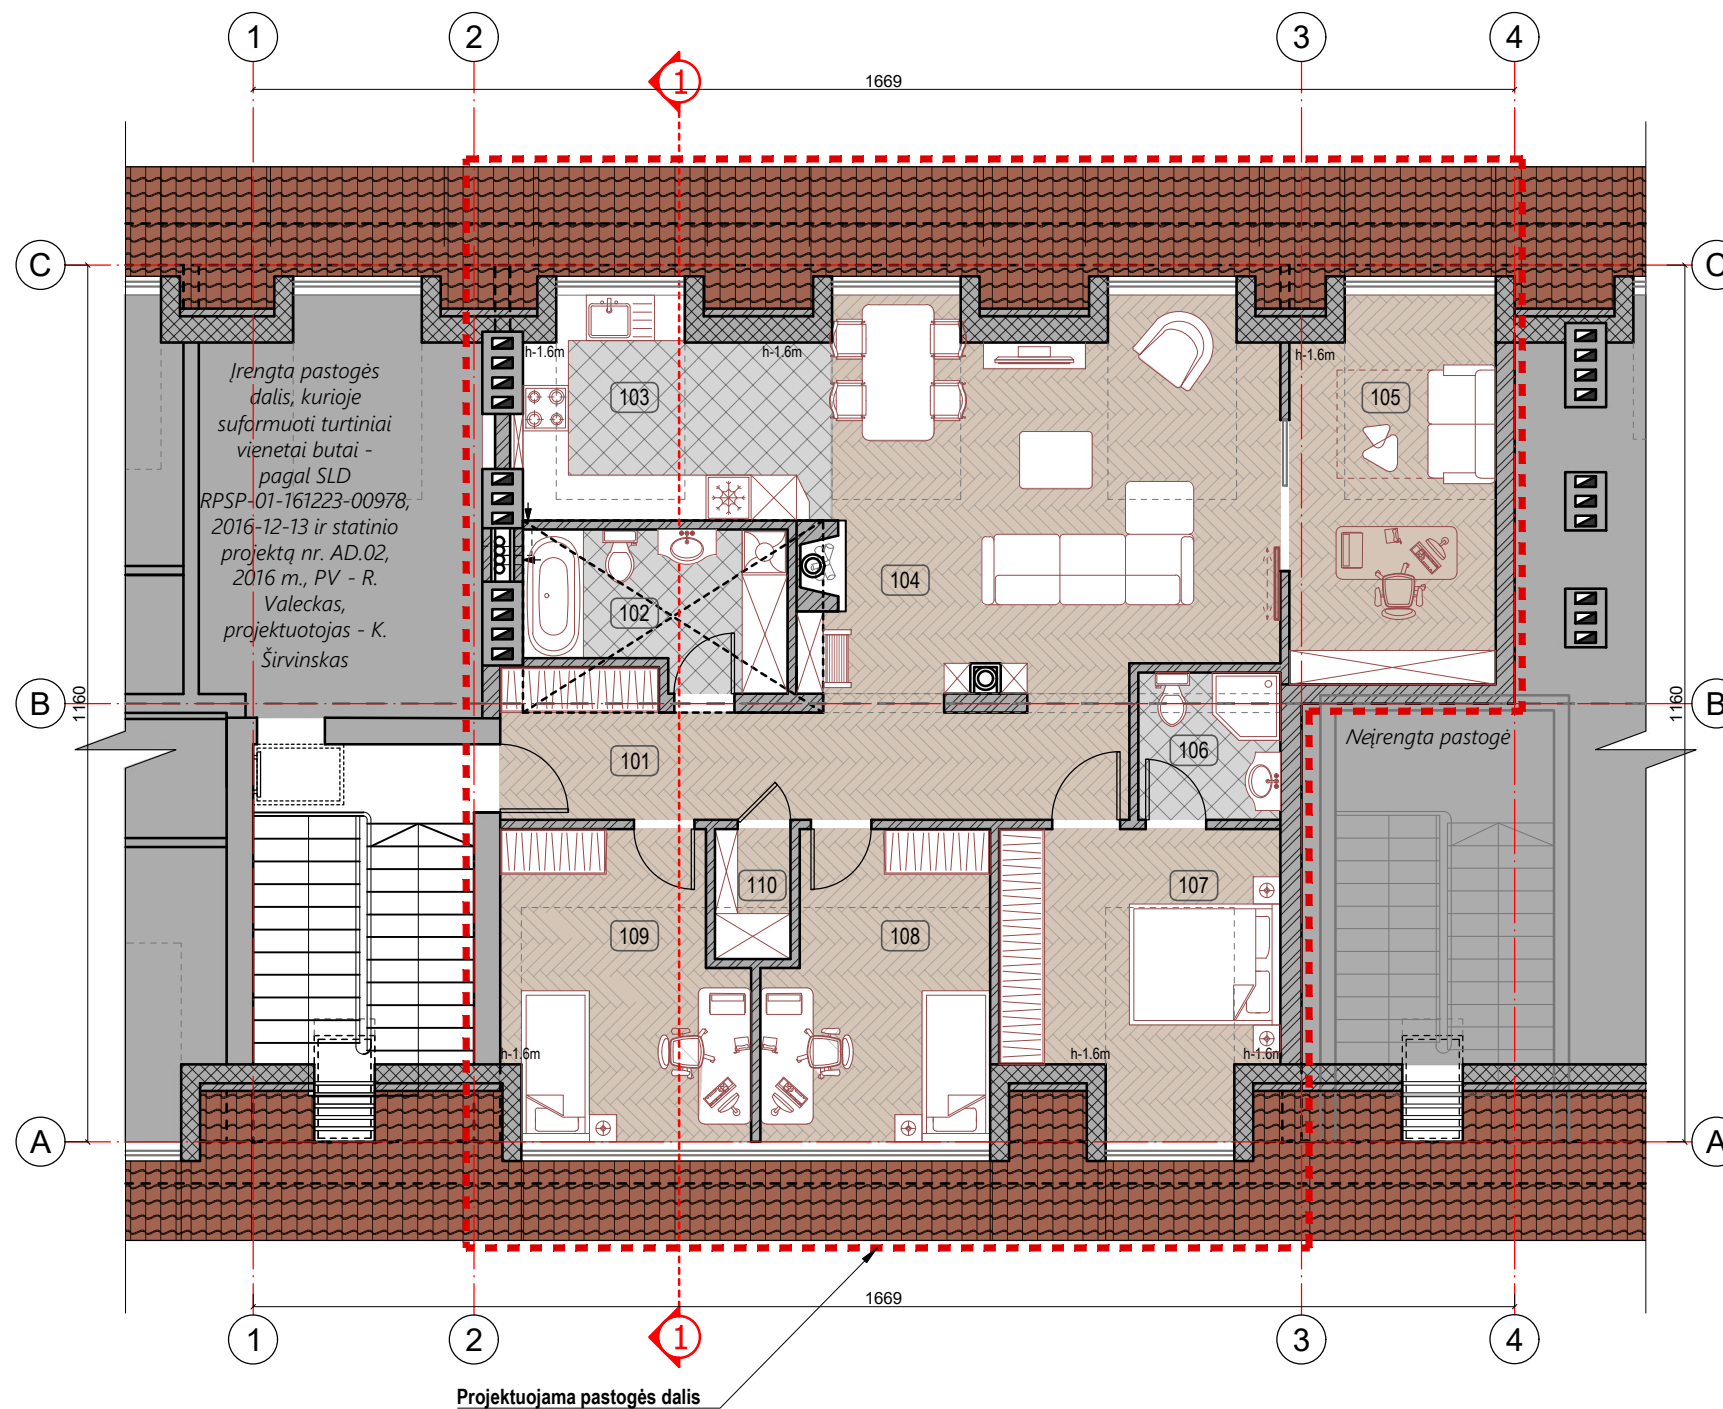 1
2
3
4
1
1669
C
C
h-1.6m
h-1.6m
h-1.6m
Įrengta pastogės
dalis, kurioje
suformuoti turtiniai
vienetai butai -
pagal SLD
RPSP-01-161223-00978,
2016-12-13 ir statinio
projektą nr. AD.02,
2016 m., PV - R.
Valeckas,
projektuotojas - K.
Širvinskas
103
105
104
102
B
B
1160
1160
101
106
Neįrengta pastogė
110
107
109
108
h-1.6m
h-1.6m
h-1.6m
A
A
1669
1
2
1
3
4
Projektuojama pastogės dalis